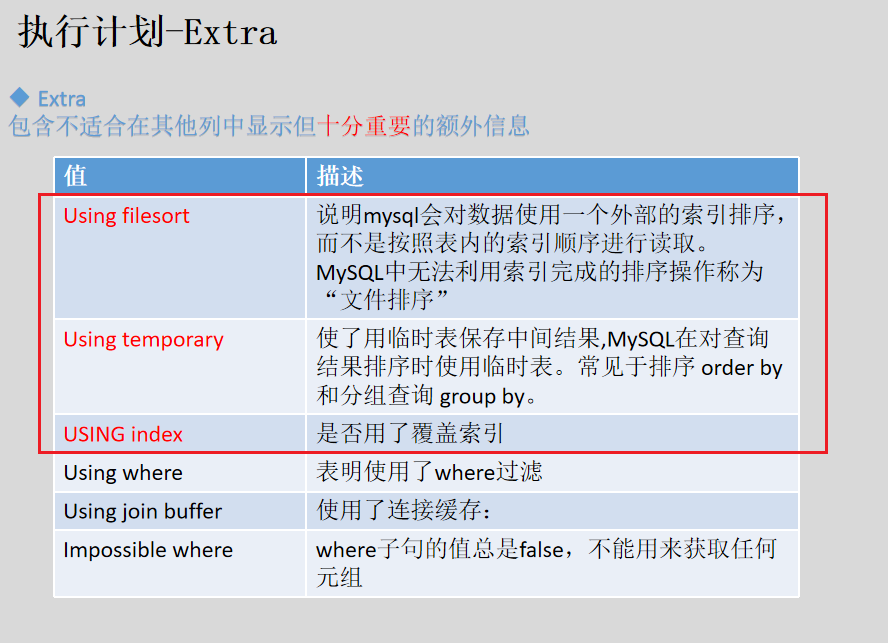 执行计划-Extra
◆ Extra
包含不适合在其他列中显示但十分重要的额外信息
值 描述
Using filesort 说明mysql会对数据使用一个外部的索引排序，
而不是按照表内的索引顺序进行读取。
MySQL中无法利用索引完成的排序操作称为
“文件排序”
Using temporary 使了用临时表保存中间结果,MySQL在对查询
结果排序时使用临时表。常见于排序 order by
和分组查询 group by。
USING index 是否用了覆盖索引
Using where 表明使用了where过滤
Using join buffer 使用了连接缓存：
Impossible where where子句的值总是false，不能用来获取任何
元组